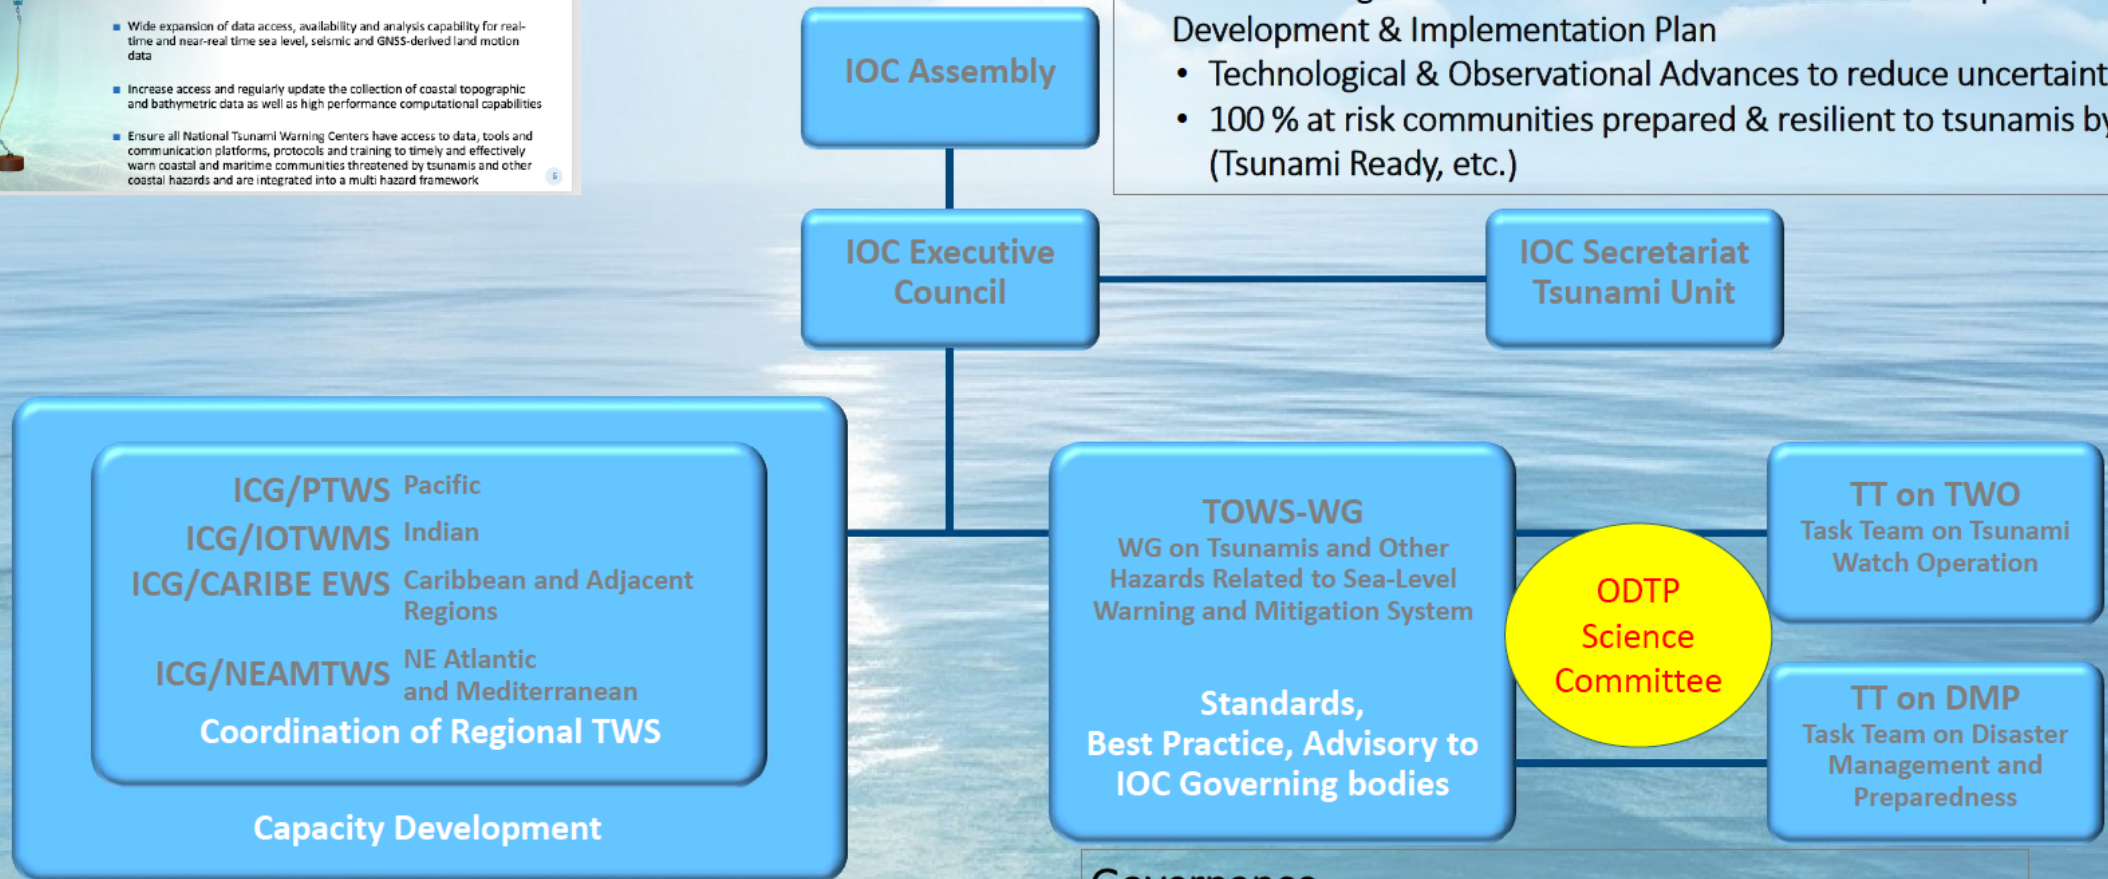 Wide expansion of data access, availability and analysis capability for real-
time and near-real time sea level, seismic and GNSS-derived land motion
data
Increase access and regularly update the collection of coastal topographic
and bathymetric data as well as high performance computational capabilities
Ensure all National Tsunami Warning Centers have access to data, tools and
communication platforms, protocols and training to timely and effectively
warn coastal and maritime communities threatened by tsunamis and other
coastal hazards and are integrated into a multi hazard framework
6
Development & Implementation Plan
• Technological & Observational Advances to reduce uncertaint
• 100 % at risk communities prepared & resilient to tsunamis by
(Tsunami Ready, etc.)
IOC Assembly
IOC Executive
Council
IOC Secretariat
Tsunami Unit
ICG/PTWS Pacific
ICG/IOTWMS Indian
ICG/CARIBE EWS Caribbean and Adjacent
Regions
ICG/NEAMTWS NE Atlantic
and Mediterranean
Coordination of Regional TWS
Capacity Development
TOWS-WG
WG on Tsunamis and Other
Hazards Related to Sea-Level
Warning and Mitigation System
Standards,
Best Practice, Advisory to
IOC Governing bodies
ODTP
Science
Committee
TT on TWO
Task Team on Tsunami
Watch Operation
TT on DMP
Task Team on Disaster
Management and
Preparedness
Governance